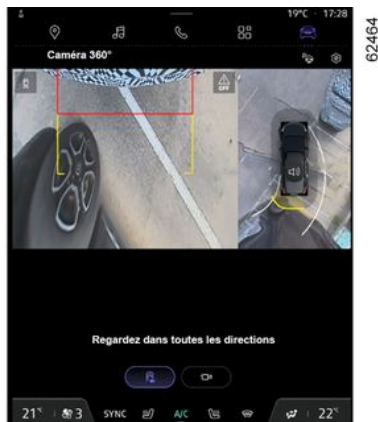 19°C · 17:28
Caméra 360°
OFF
Regardez dans toutes les directions
21° 3 SYNC A/C 22°
62464